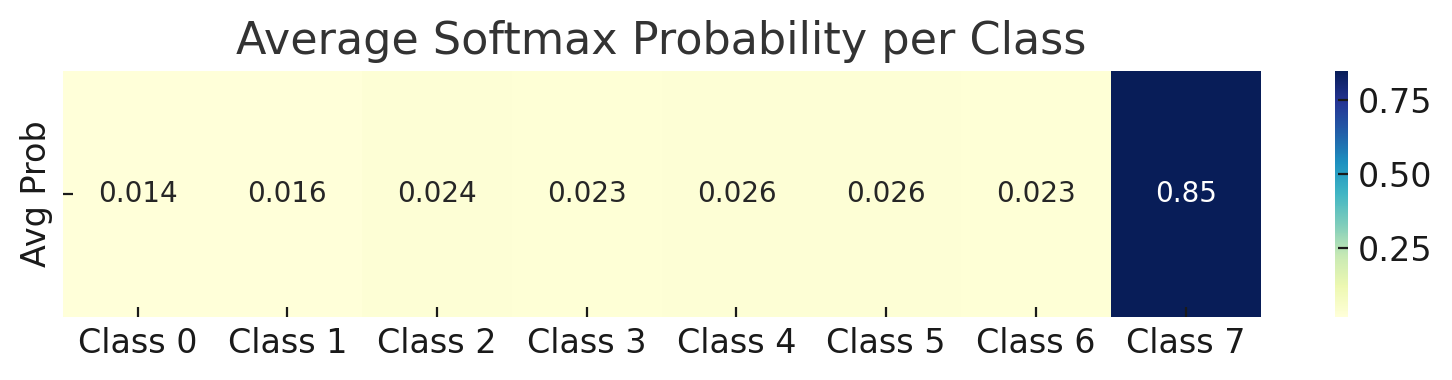 Average Softmax Probability per Class
Avg Prob
0.014 0.016 0.024 0.023 0.026 0.026 0.023 0.85
Class 0 Class 1 Class 2 Class 3 Class 4 Class 5 Class 6 Class 7
0.75
0.50
0.25